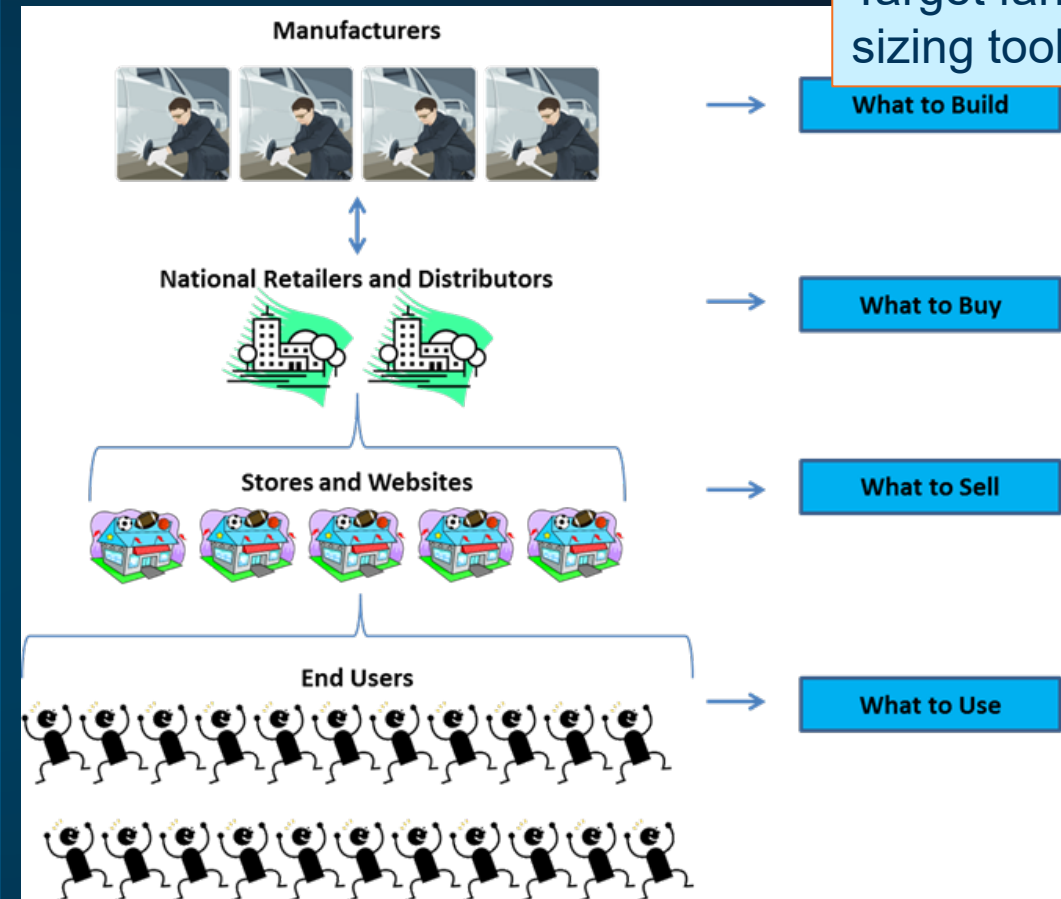 Manufacturers
sizing tool
What to Build
National Retailers and Distributors
What to Buy
Stores and Websites
What to Sell
End Users
What to Use